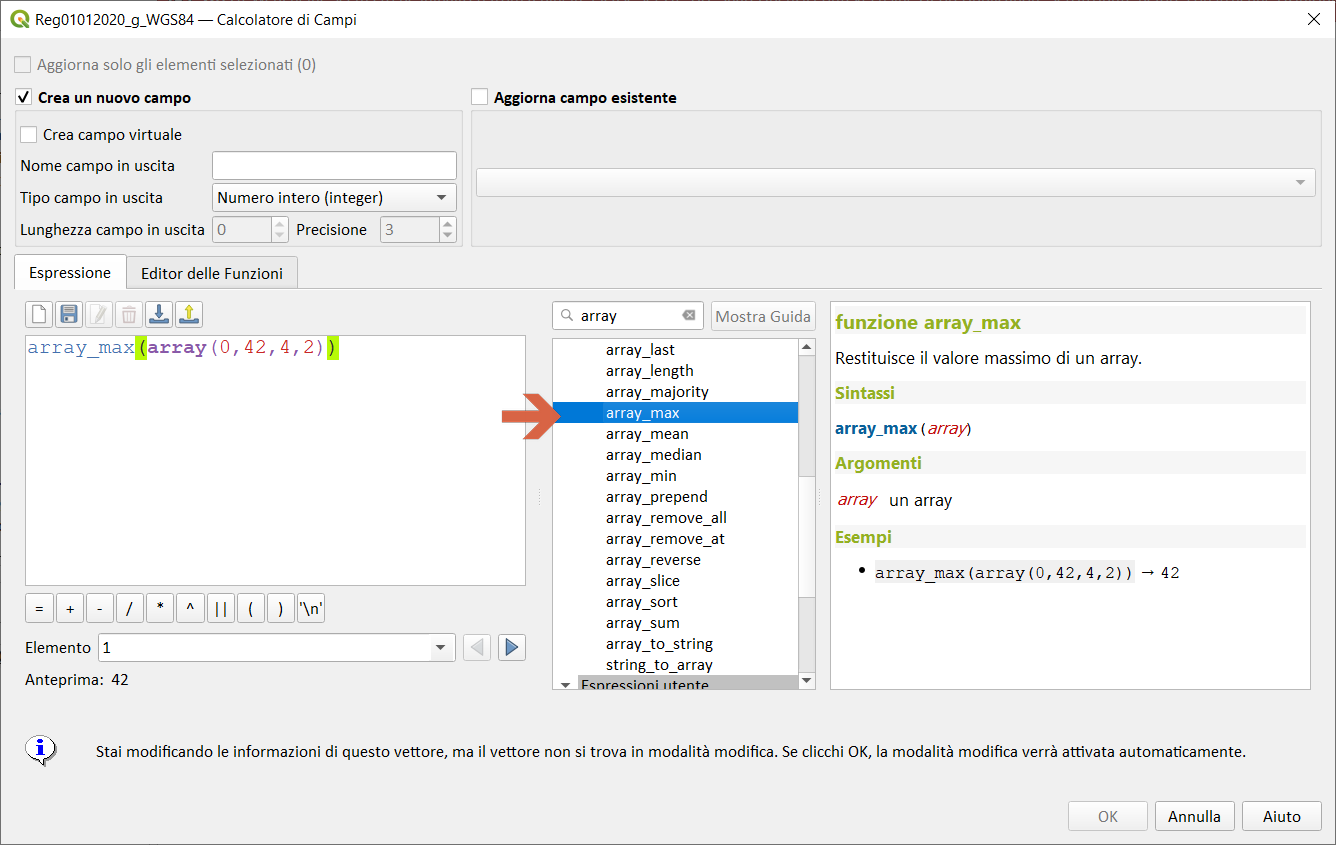 Reg01012020_g_WGS84 — Calcolatore di Campi
Aggiorna solo gli elementi selezionati (0)
Crea un nuovo campo
Aggiorna campo esistente
Crea campo virtuale
Nome campo in uscita
Tipo campo in uscita Numero intero (integer)
Lunghezza campo in uscita 0 Precisione 3
Espressione Editor delle Funzioni
array_max(array(0,42,4,2))
= + - / * ^ || ( ) '\n'
Elemento 1
Anteprima: 42
array Mostra Guida
array_last
array_length
array_majority
array_max
array_mean
array_median
array_min
array_prepend
array_remove_all
array_remove_at
array_reverse
array_slice
array_sort
array_sum
array_to_string
string_to_array
Espressioni utente
funzione array_max
Restituisce il valore massimo di un array.
Sintassi
array_max(array)
Argomenti
array un array
Esempi
• array_max(array(0,42,4,2)) → 42
Stai modificando le informazioni di questo vettore, ma il vettore non si trova in modalità modifica. Se clicchi OK, la modalità modifica verrà attivata automaticamente.
OK Annulla Aiuto